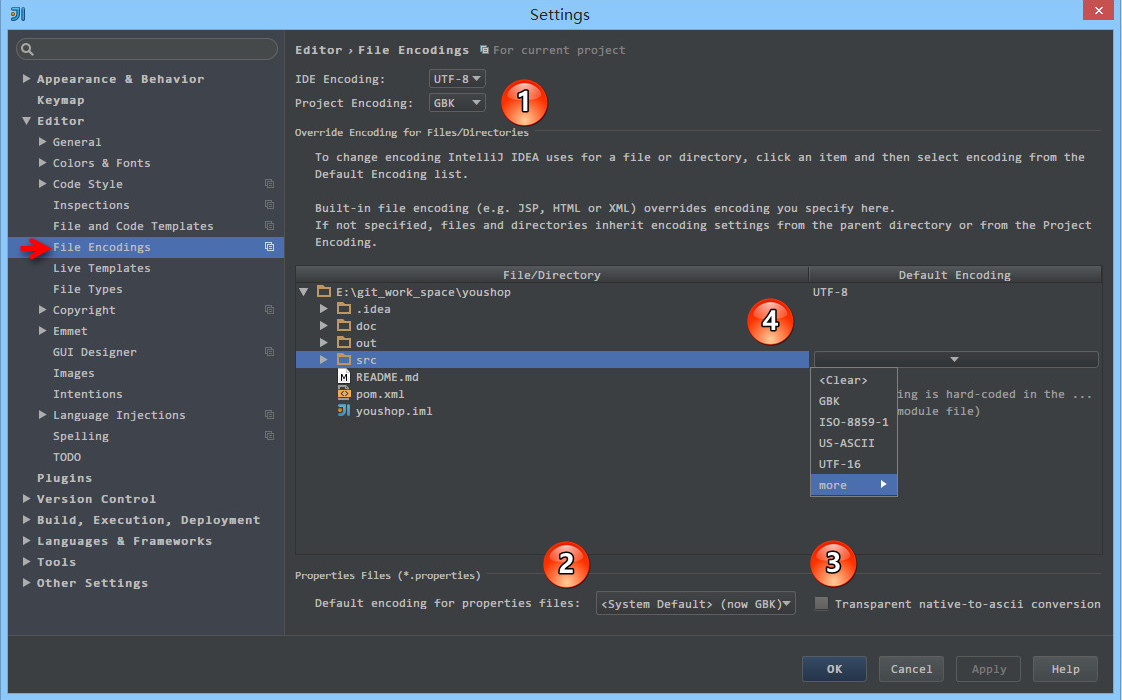 Settings
Editor › File Encodings For current project
IDE Encoding: UTF-8
Project Encoding: GBK
1
Override Encoding for Files/Directories
To change encoding IntelliJ IDEA uses for a file or directory, click an item and then select encoding from the
Default Encoding list.
Built-in file encoding (e.g. JSP, HTML or XML) overrides encoding you specify here.
If not specified, files and directories inherit encoding settings from the parent directory or from the Project
Encoding.
Appearance & Behavior
Keymap
Editor
General
Colors & Fonts
Code Style
Inspections
File and Code Templates
File Encodings
Live Templates
File Types
Copyright
Emmet
GUI Designer
Images
Intentions
Language Injections
Spelling
TODO
Plugins
Version Control
Build, Execution, Deployment
Languages & Frameworks
Tools
Other Settings
File/Directory Default Encoding
E:\git_work_space\youshop UTF-8
.idea
doc
out
src
README.md
pom.xml
youshop.iml
4
<Clear>
GBK
ISO-8859-1
US-ASCII
UTF-16
more
ing is hard-coded in the ...
module file)
2
3
Properties Files (*.properties)
Default encoding for properties files: <System Default> (now GBK) Transparent native-to-ascii conversion
OK Cancel Apply Help